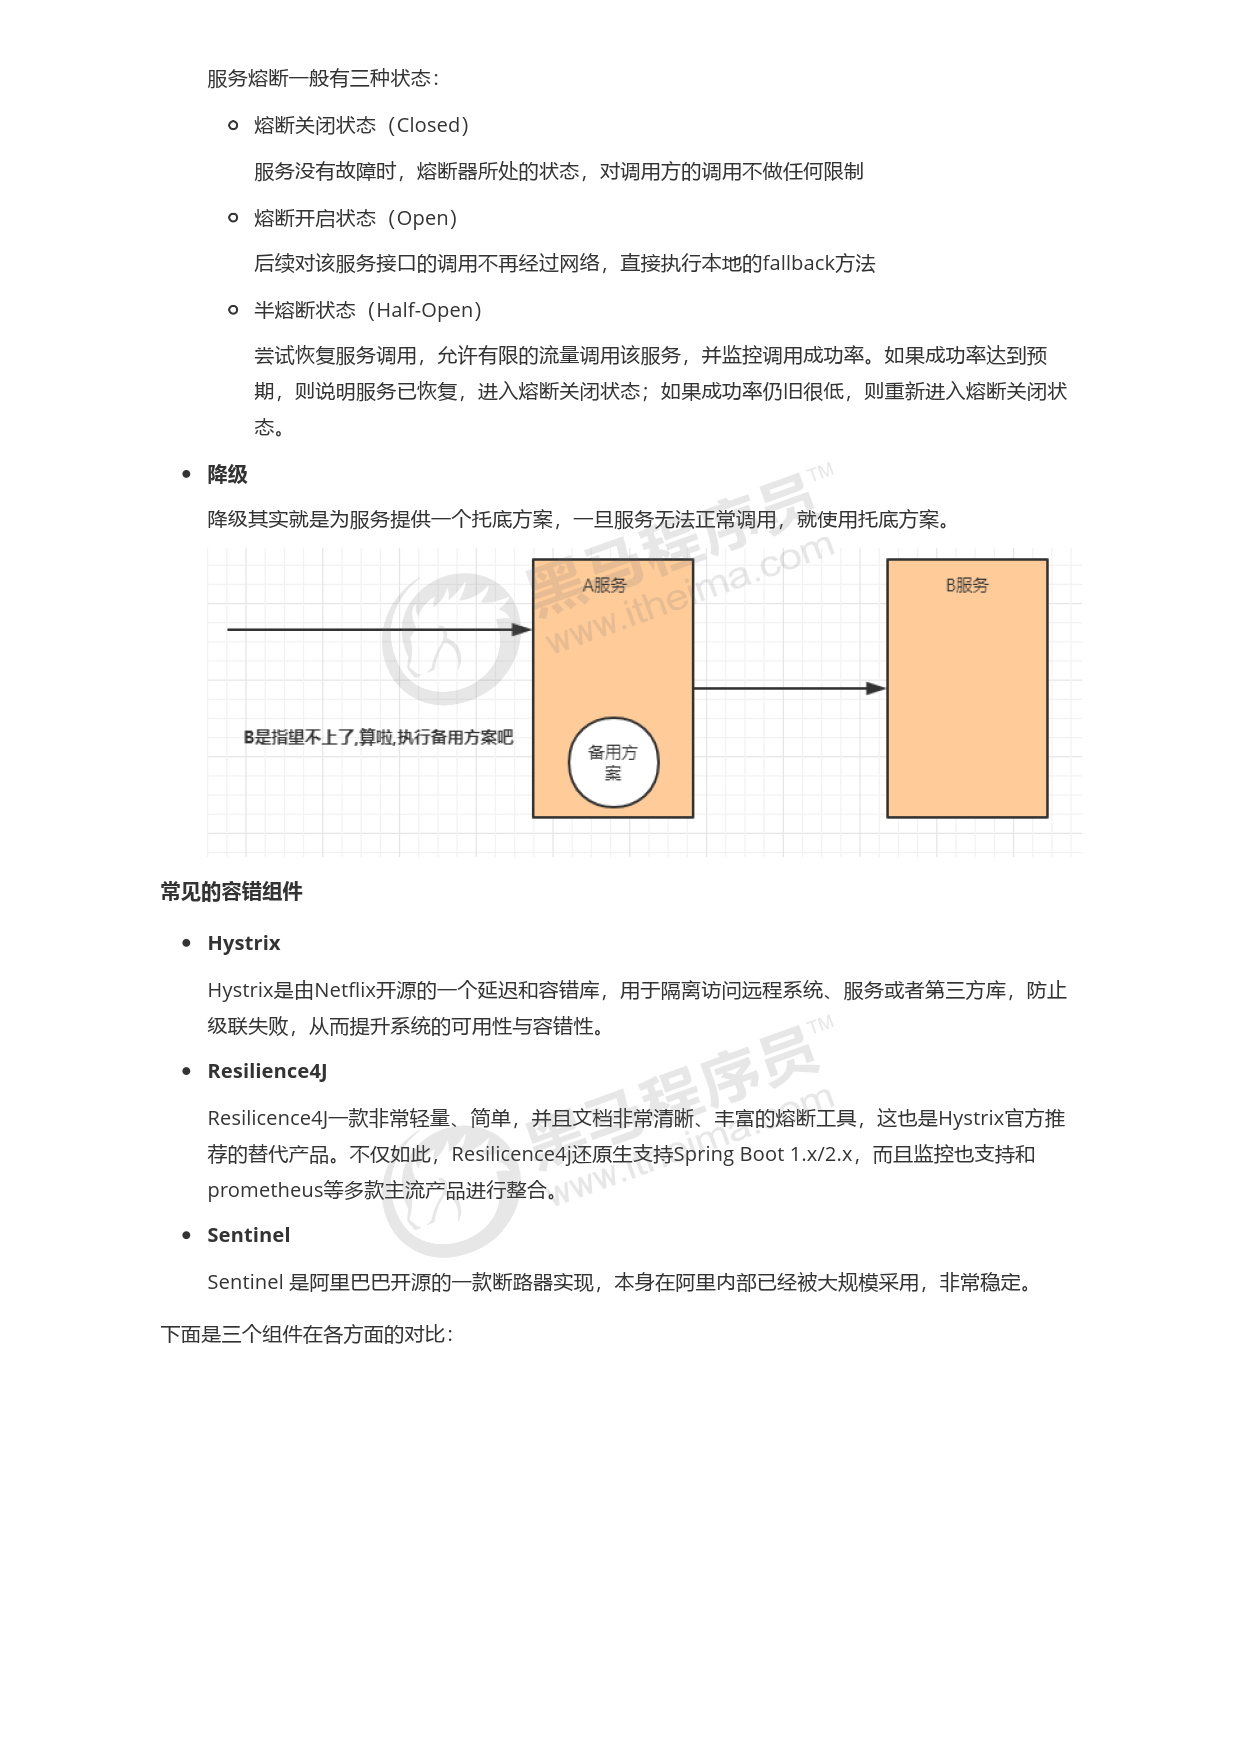 服务熔断一般有三种状态：
熔断关闭状态（Closed）
服务没有故障时，熔断器所处的状态，对调用方的调用不做任何限制
熔断开启状态（Open）
后续对该服务接口的调用不再经过网络，直接执行本地的fallback方法
半熔断状态（Half-Open）
尝试恢复服务调用，允许有限的流量调用该服务，并监控调用成功率。如果成功率达到预
期，则说明服务已恢复，进入熔断关闭状态；如果成功率仍旧很低，则重新进入熔断关闭状
态。
降级
降级其实就是为服务提供一个托底方案，一旦服务无法正常调用，就使用托底方案。
黑马程序员™
www.itheima.com
A服务
B服务
B是指望不上了,算啦,执行备用方案吧
备用方
案
常见的容错组件
Hystrix
Hystrix是由Netflix开源的一个延迟和容错库，用于隔离访问远程系统、服务或者第三方库，防止
级联失败，从而提升系统的可用性与容错性。
Resilience4J
Resilicence4J一款非常轻量、简单，并且文档非常清晰、丰富的熔断工具，这也是Hystrix官方推
荐的替代产品。不仅如此，Resilicence4j还原生支持Spring Boot 1.x/2.x，而且监控也支持和
prometheus等多款主流产品进行整合。
黑马程序员™
www.itheima.com
Sentinel
Sentinel 是阿里巴巴开源的一款断路器实现，本身在阿里内部已经被大规模采用，非常稳定。
下面是三个组件在各方面的对比：